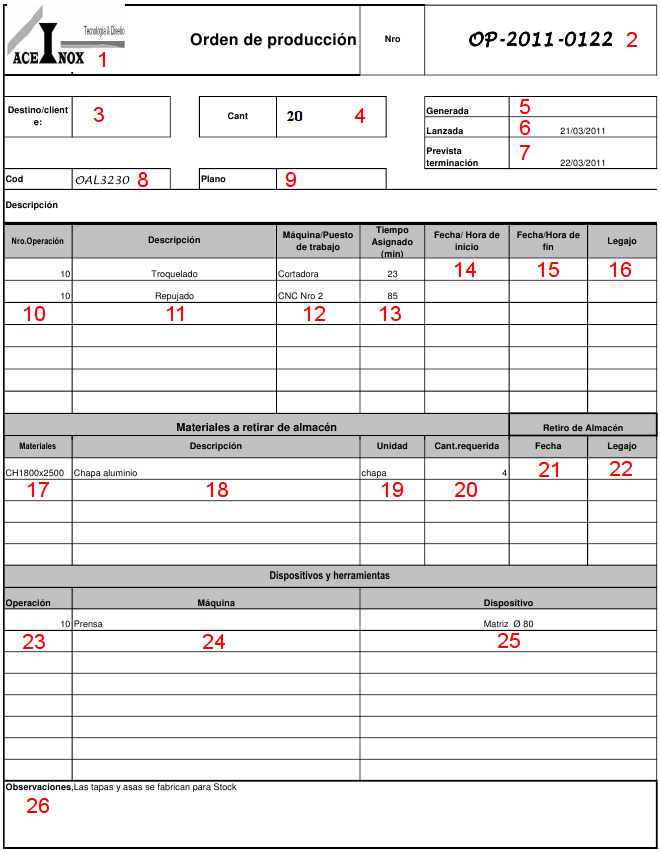 Tecnología & Diseño
ACE INOX 1
Orden de producción Nro OP-2011-0122 2
Destino/client
e: 3 Cant 20 4
Generada 5
Lanzada 6 21/03/2011
Prevista
terminación 7 22/03/2011
Cod OAL3230 8 Plano 9
Descripción
Nro.Operación Descripción Máquina/Puesto de trabajo Tiempo Asignado (min) Fecha/ Hora de inicio Fecha/Hora de fin Legajo
10 Troquelado Cortadora 23 14 15 16
10 Repujado CNC Nro 2 85
10 11 12 13
Materiales a retirar de almacén Retiro de Almacén
Materiales Descripción Unidad Cant.requerida Fecha Legajo
CH1800x2500 Chapa aluminio chapa 4 21 22
17 18 19 20
Dispositivos y herramientas
Operación Máquina Dispositivo
10 Prensa Matriz Ø 80
23 24 25
Observaciones, Las tapas y asas se fabrican para Stock
26